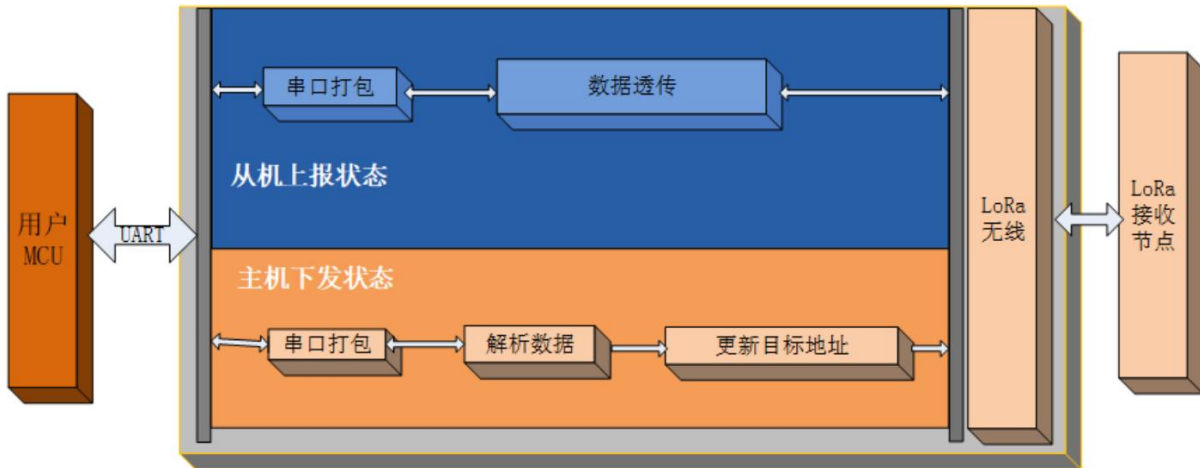 串口打包
数据透传
从机上报状态
用户
MCU
UART
LoRa
无线
LoRa
接收
节点
主机下发状态
串口打包
解析数据
更新目标地址